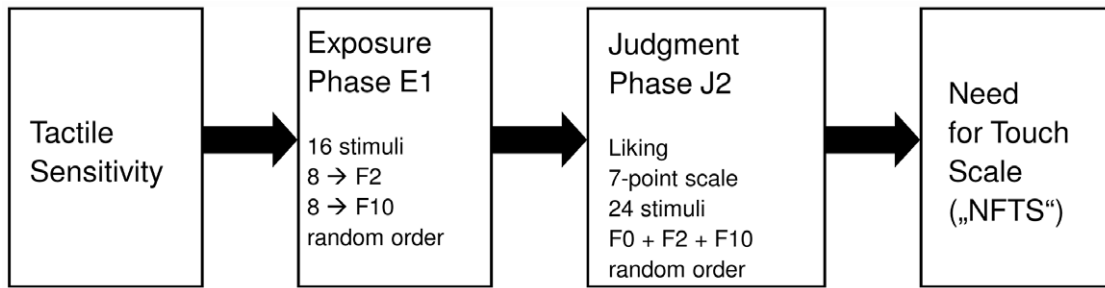 Tactile
Sensitivity
Exposure
Phase E1
16 stimuli
8 → F2
8 → F10
random order
Judgment
Phase J2
Liking
7-point scale
24 stimuli
F0 + F2 + F10
random order
Need
for Touch
Scale
(„NFTS“)